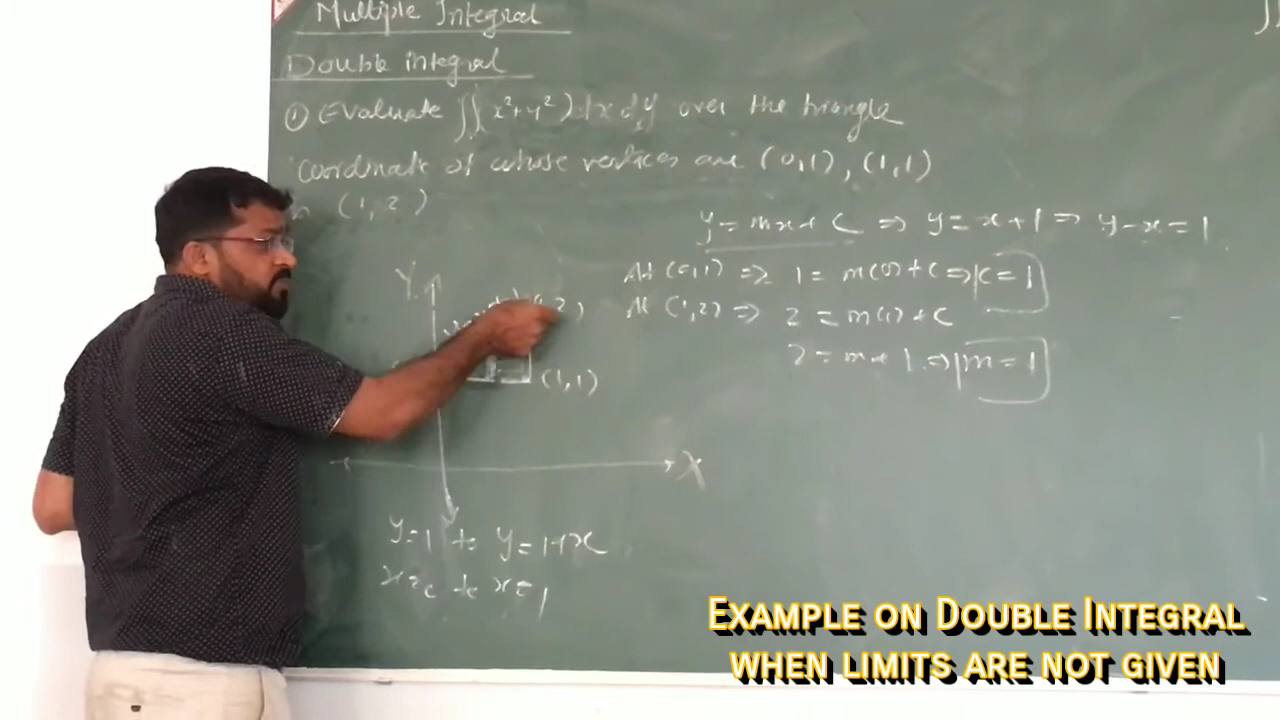 Multiple Integral
Double integral
① Evaluate ∬(x²+y²)dxdy over the triangle
coordinate of whose vertices are (0,1), (1,1)
(1,2)
y = mx + c ⇒ y = x+1 ⇒ y-x=1
At (0,1) ⇒ 1 = m(0)+c ⇒ c=1
At (1,2) ⇒ 2 = m(1)+c
2 = m+1 ⇒ m=1
Y
2)
(1,1)
X
y=1 to y=1+x
x=0 to x=1
Example on Double Integral
when limits are not given